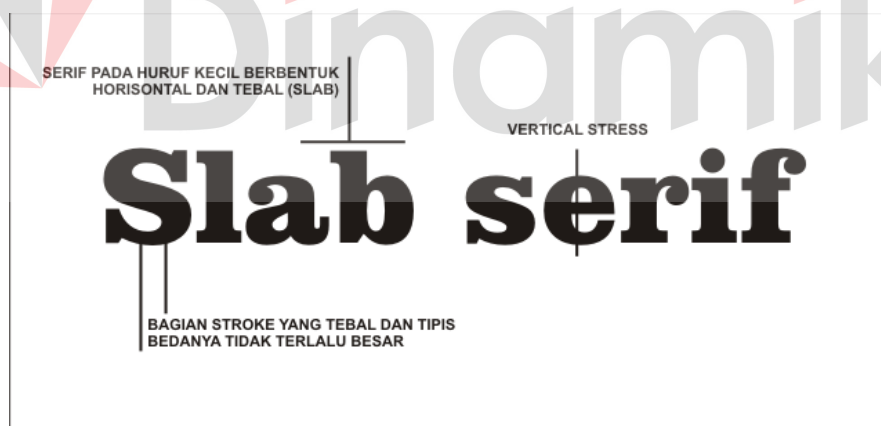 Dinamik
SERIF PADA HURUF KECIL BERBENTUK
HORISONTAL DAN TEBAL (SLAB)
VERTICAL STRESS
Slab serif
BAGIAN STROKE YANG TEBAL DAN TIPIS
BEDANYA TIDAK TERLALU BESAR